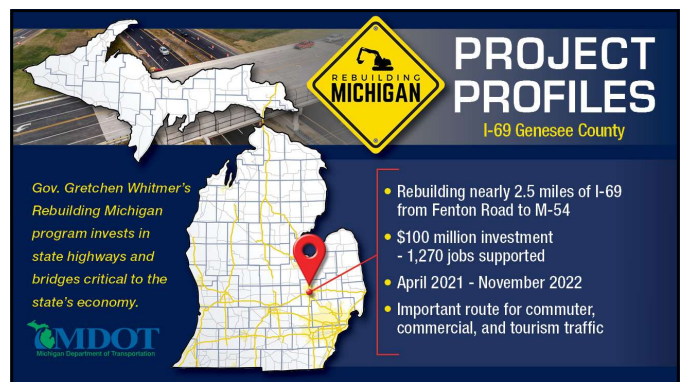 REBUILDING
MICHIGAN
PROJECT
PROFILES
I-69 Genesee County
Gov. Gretchen Whitmer's
Rebuilding Michigan
program invests in
state highways and
bridges critical to the
state's economy.
MDOT
Michigan Department of Transportation
• Rebuilding nearly 2.5 miles of I-69
from Fenton Road to M-54
• $100 million investment
- 1,270 jobs supported
• April 2021 - November 2022
• Important route for commuter,
commercial, and tourism traffic